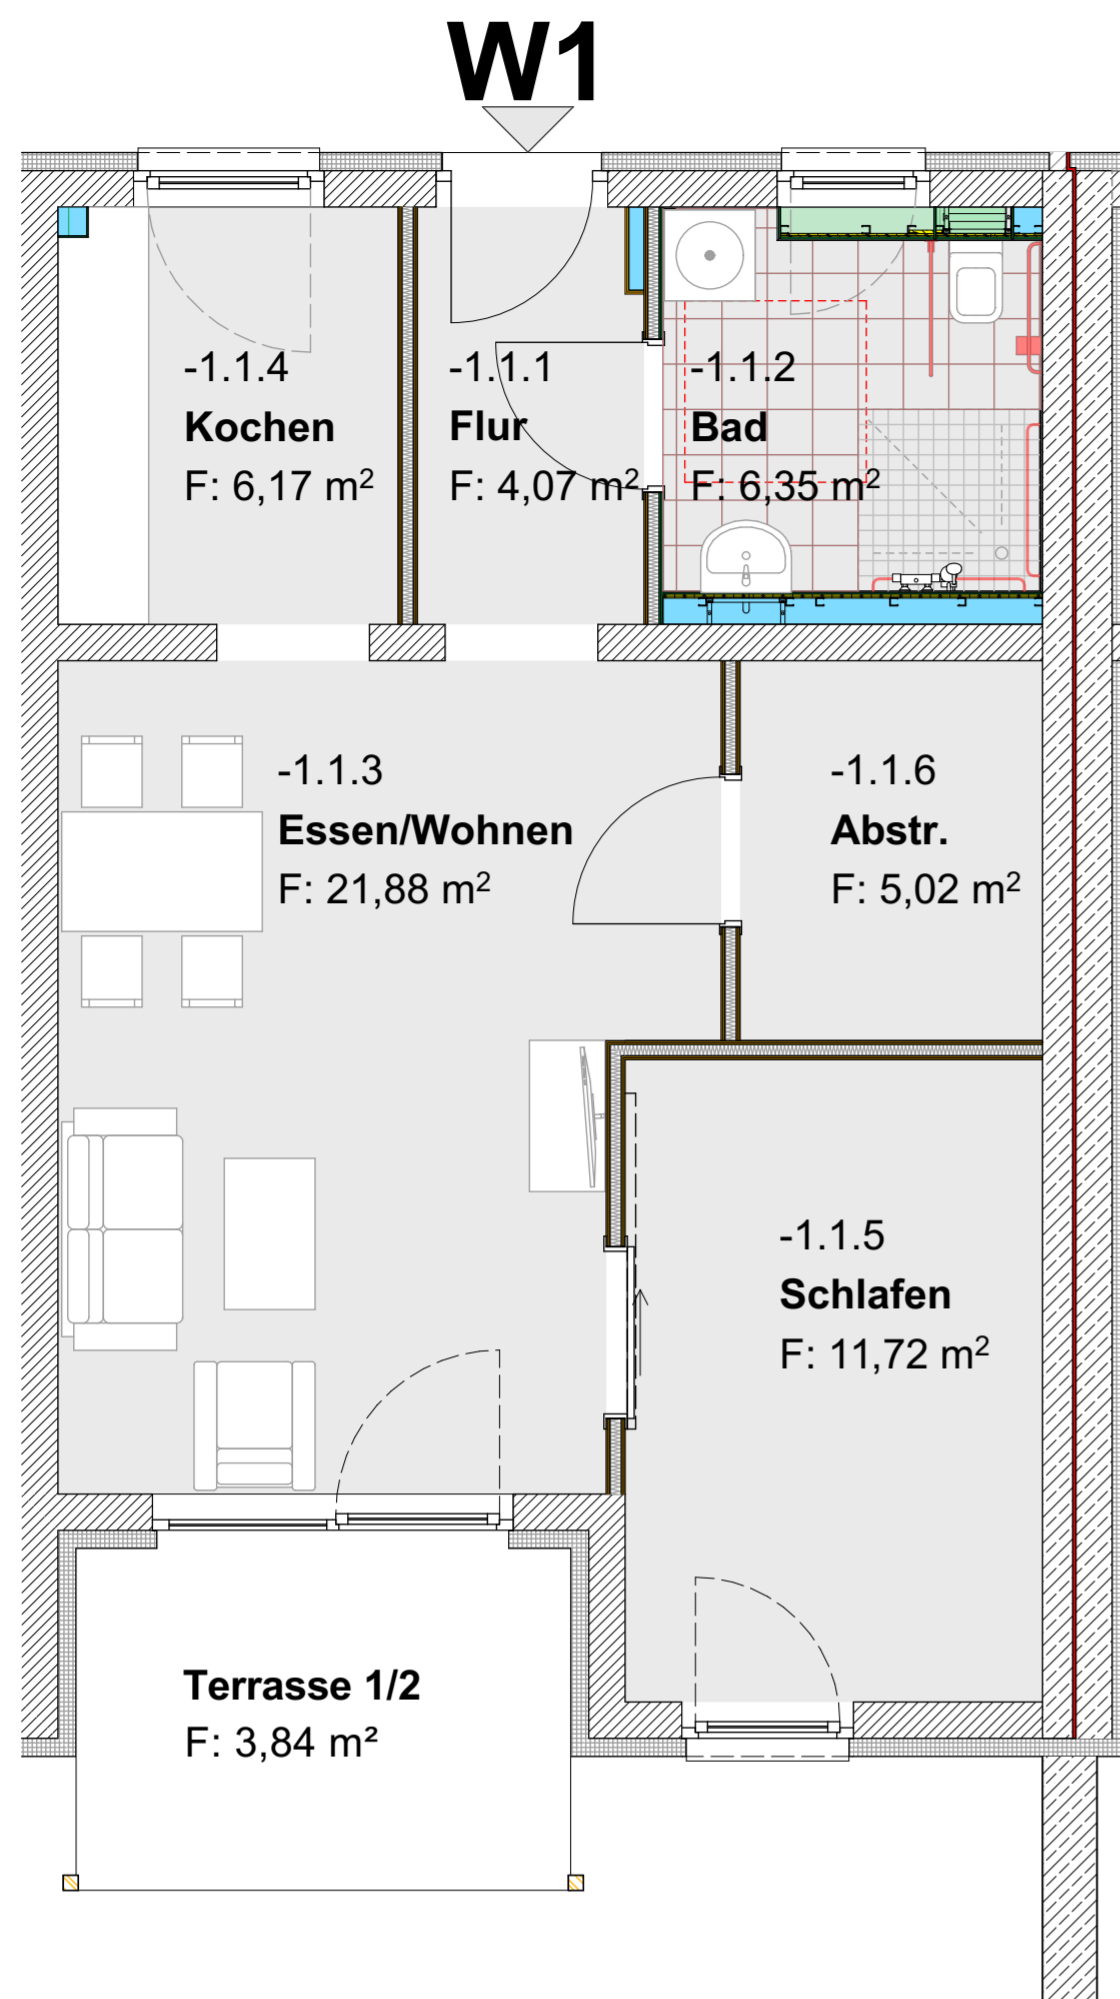 W1
-1.1.4
Kochen
F: 6,17 m²
-1.1.1
Flur
F: 4,07 m²
-1.1.2
Bad
F: 6,35 m²
-1.1.3
Essen/Wohnen
F: 21,88 m²
-1.1.6
Abstr.
F: 5,02 m²
-1.1.5
Schlafen
F: 11,72 m²
Terrasse 1/2
F: 3,84 m²